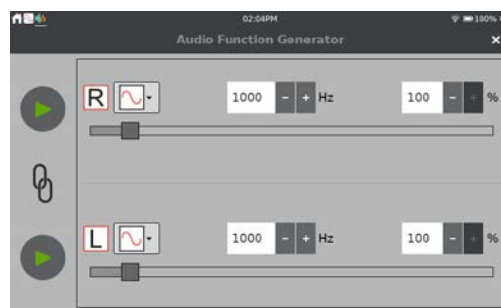 02:04PM
100%
Audio Function Generator
×
R
1000 - + Hz
100 - + %
L
1000 - + Hz
100 - + %